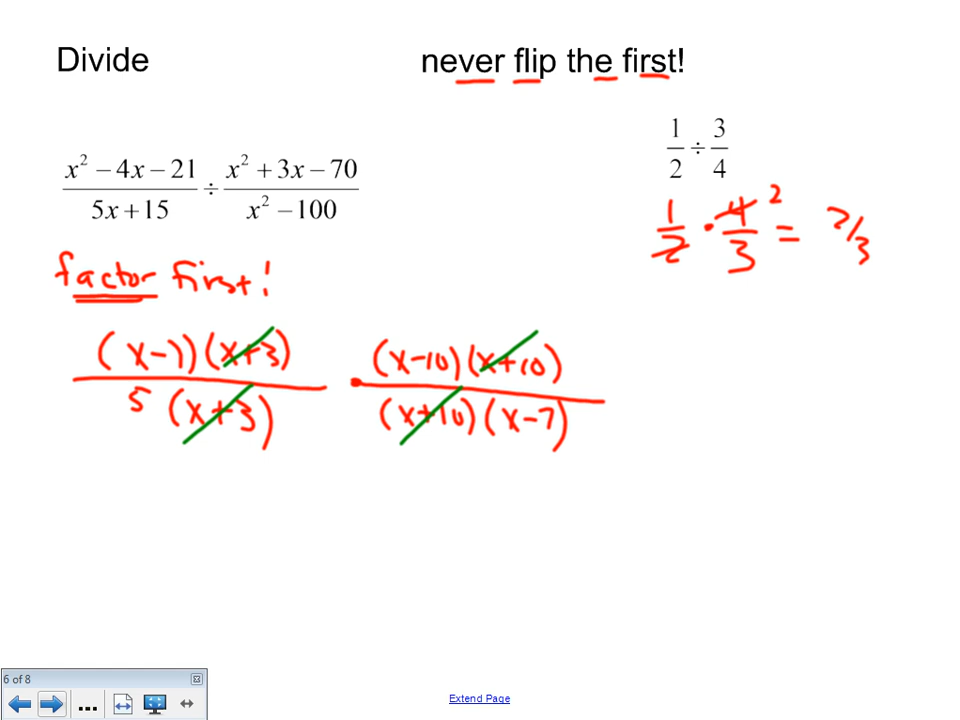 Divide
never flip the first!
x² − 4x − 21 / 5x + 15 ÷ x² + 3x − 70 / x² − 100
1/2 ÷ 3/4
1/2 · 4/3 2 = 2/3
factor first!
(x-7)(x+3) / 5(x+3) · (x-10)(x+10) / (x+10)(x-7)
6 of 8
...
Extend Page